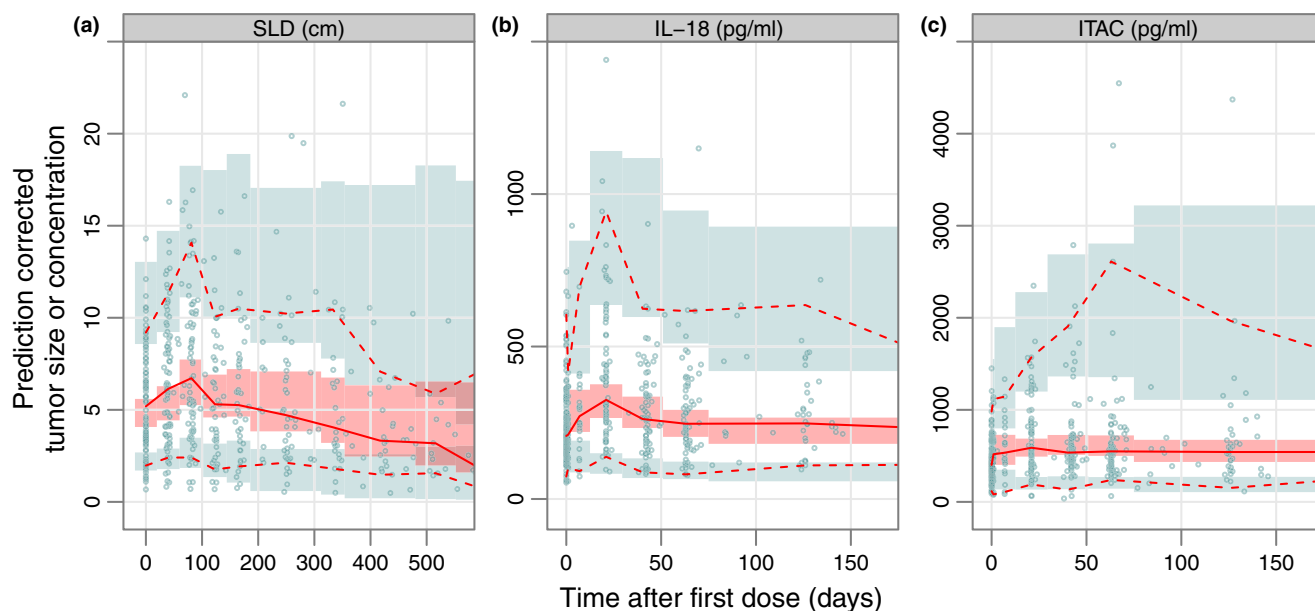 (a) SLD (cm) (b) IL−18 (pg/ml) (c) ITAC (pg/ml)
Prediction corrected
tumor size or concentration
0 5 10 15 20
0 500 1000
0 1000 2000 3000 4000
0 100 200 300 400 500
0 50 100 150
0 50 100 150
Time after first dose (days)